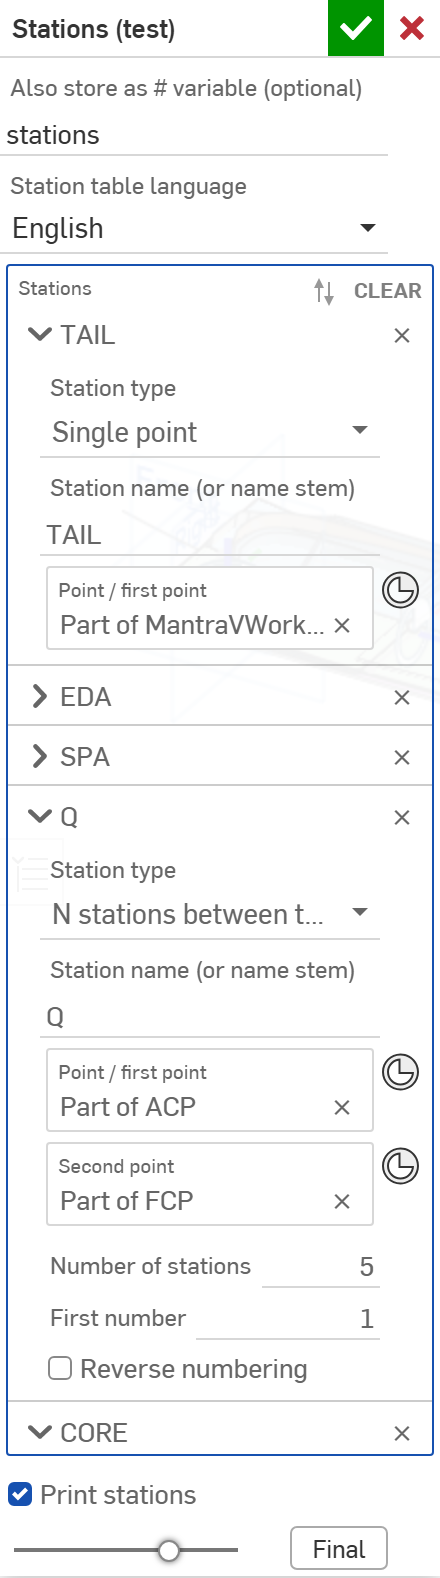 Stations (test)
Also store as # variable (optional)
stations
Station table language
English
Stations
CLEAR
TAIL
Station type
Single point
Station name (or name stem)
TAIL
Point / first point
Part of MantraVWork...
EDA
SPA
Q
Station type
N stations between t...
Station name (or name stem)
Q
Point / first point
Part of ACP
Second point
Part of FCP
Number of stations 5
First number 1
Reverse numbering
CORE
Print stations
Final